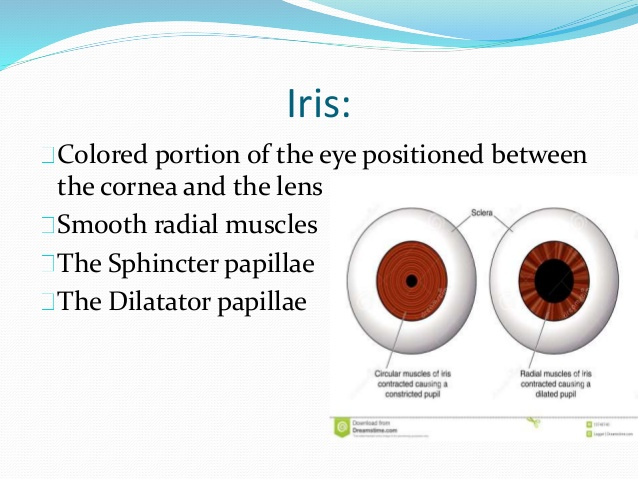 Iris:
Colored portion of the eye positioned between
the cornea and the lens
Smooth radial muscles
The Sphincter papillae
The Dilatator papillae
Sclera
Circular muscles of iris
contracted causing a
constricted pupil
Radial muscles of iris
contracted causing a
dilated pupil
Download from
Dreamstime.com